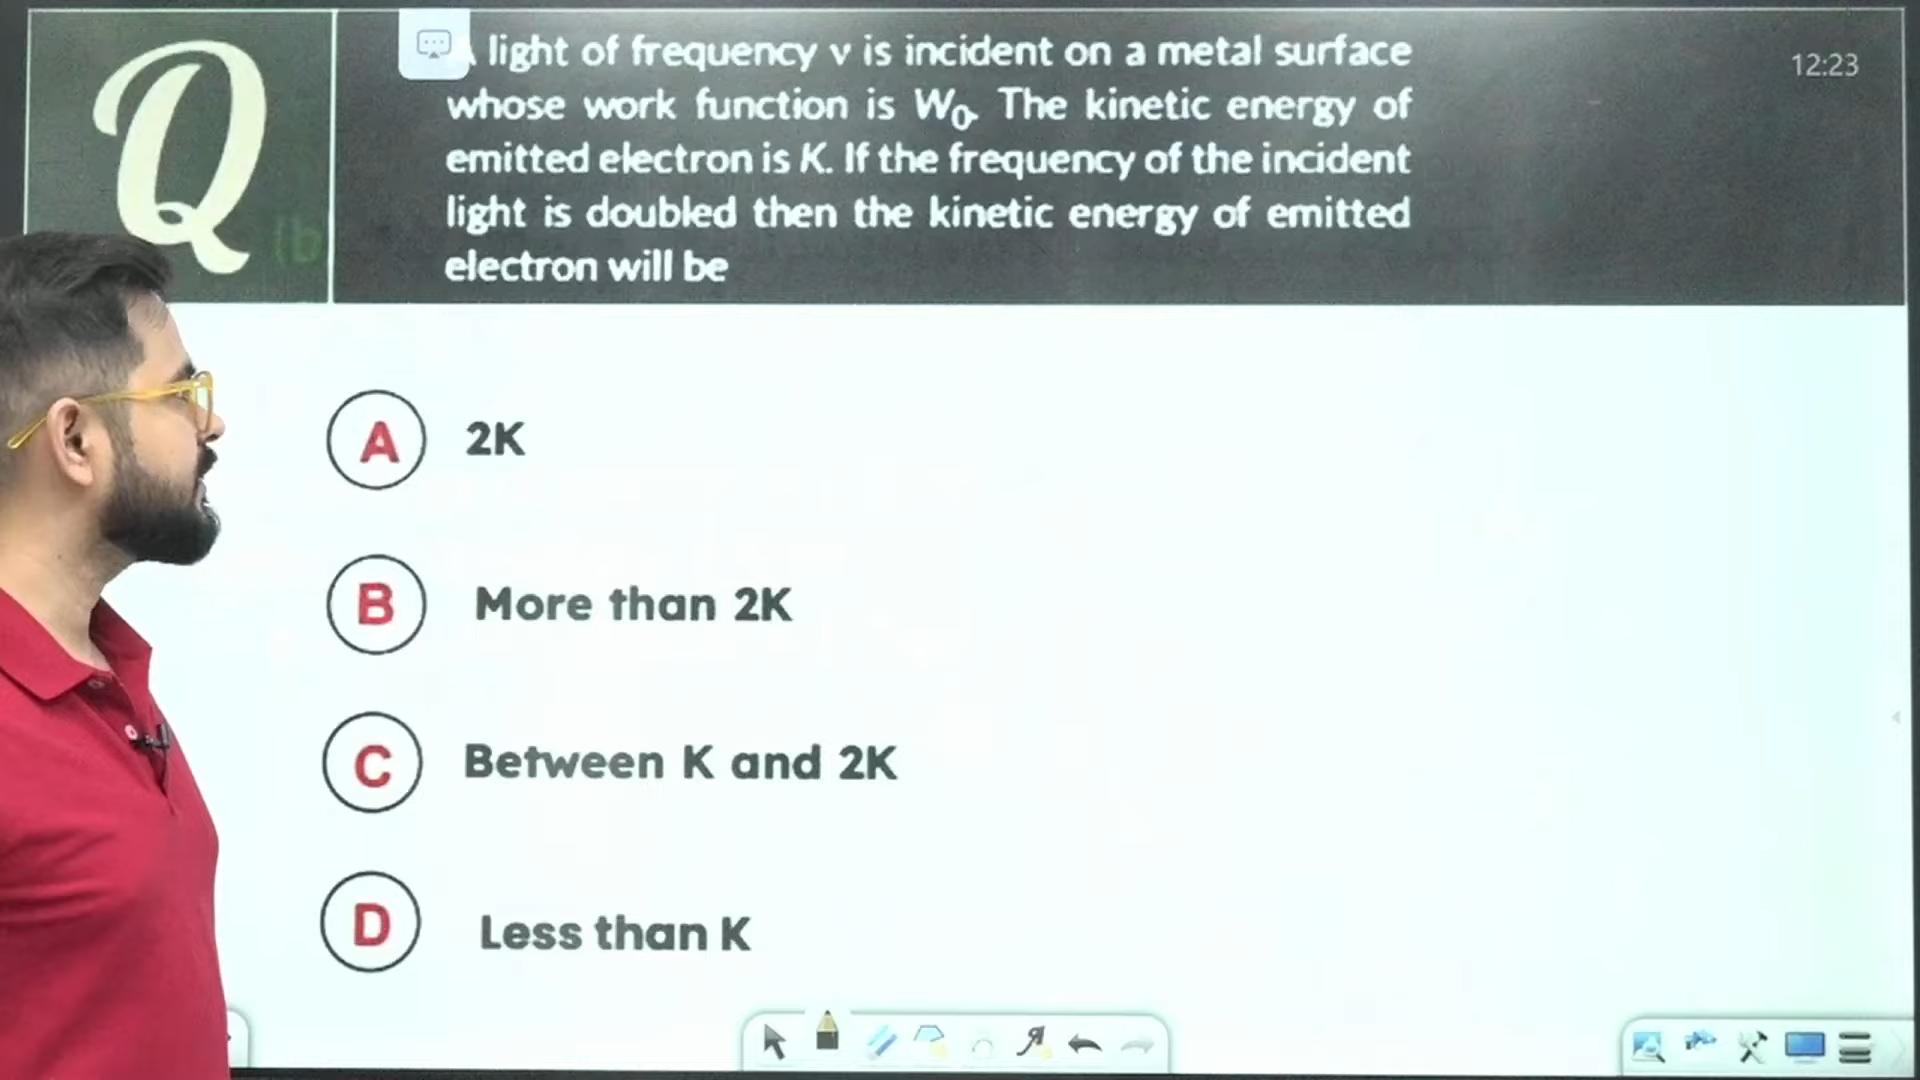 Q
light of frequency v is incident on a metal surface
whose work function is W0. The kinetic energy of
emitted electron is K. If the frequency of the incident
light is doubled then the kinetic energy of emitted
electron will be
12:23
A 2K
B More than 2K
C Between K and 2K
D Less than K